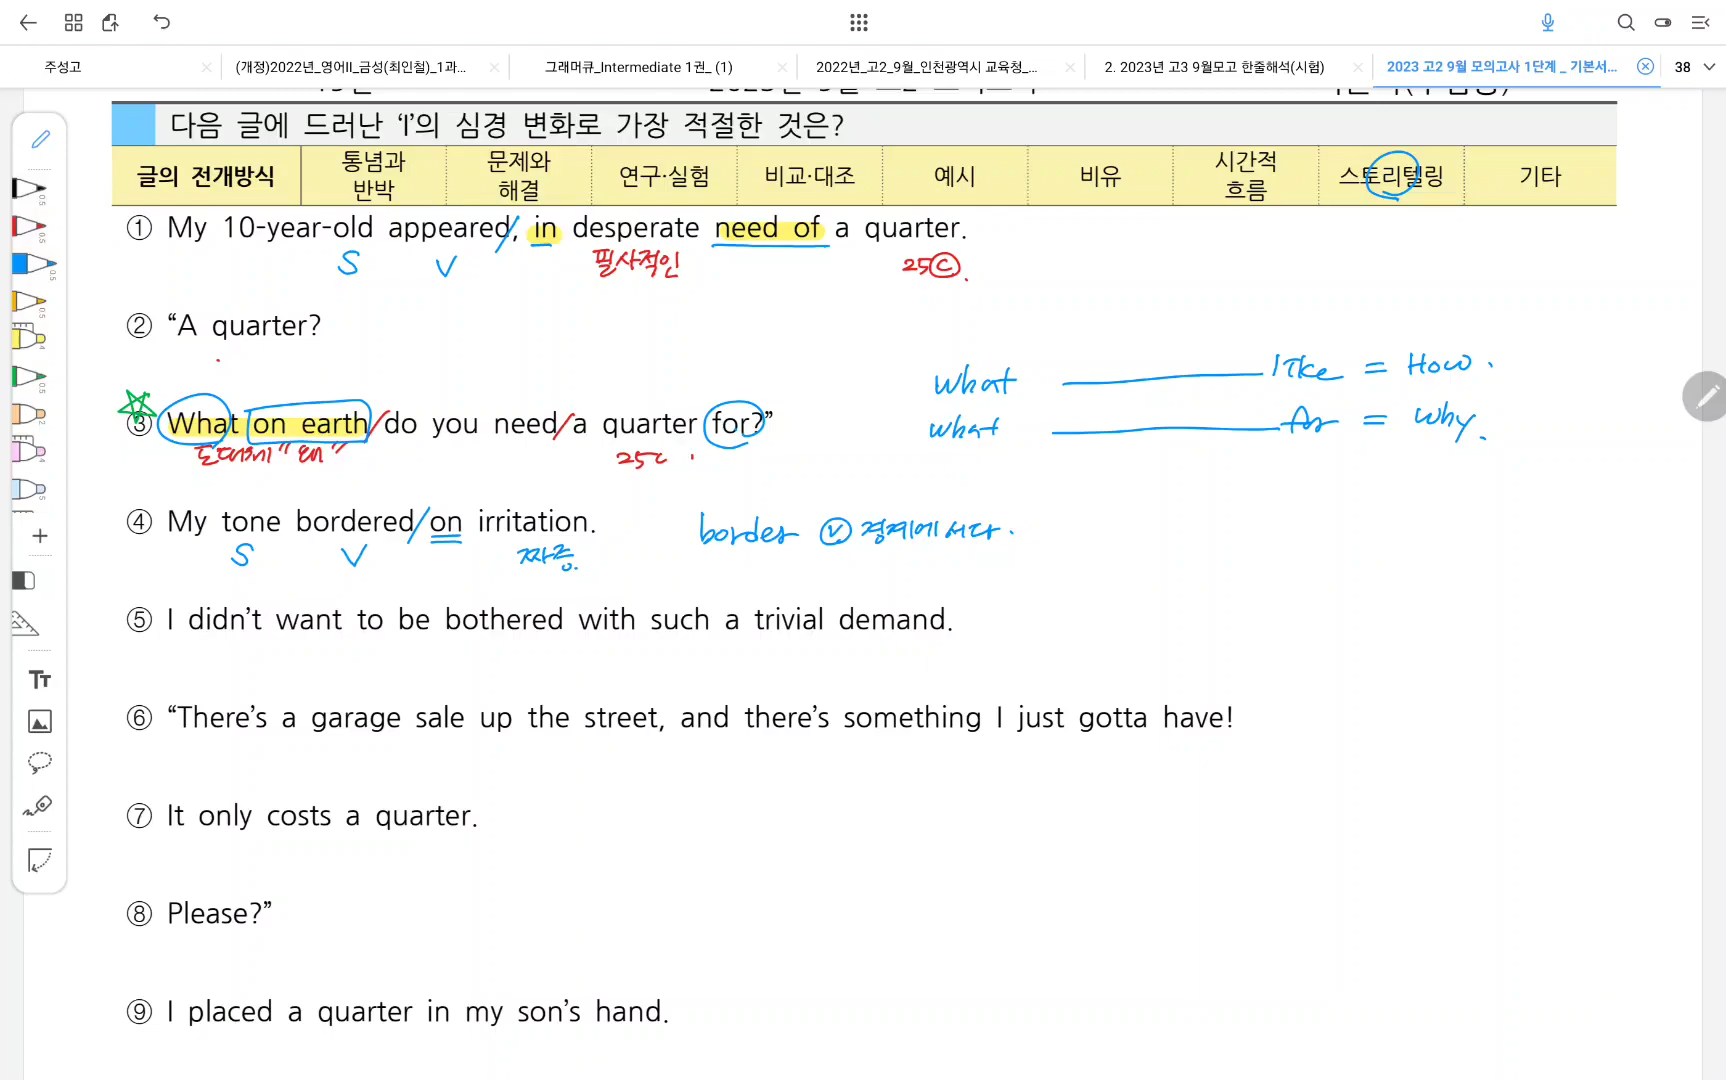 주성고 (개정)2022년_영어II_금성(최인철)_1과... 그래머큐_Intermediate 1권_ (1) 2022년_고2_9월_인천광역시 교육청_... 2. 2023년 고3 9월모고 한줄해석(시험) 2023 고2 9월 모의고사 1단계 _ 기본서... 38
다음 글에 드러난 ‘I’의 심경 변화로 가장 적절한 것은?
글의 전개방식 통념과 반박 문제와 해결 연구·실험 비교·대조 예시 비유 시간적 흐름 스토리텔링 기타
① My 10-year-old appeared/, in desperate need of a quarter.
S V 필사적인 25ⓒ.
② “A quarter?
what ———— like = How.
③ What on earth/do you need/a quarter for?”
what ———— for = why.
도대체 "왜" 25c
④ My tone bordered/on irritation.
border ⓥ 경계에 서다.
S V 짜증.
⑤ I didn’t want to be bothered with such a trivial demand.
⑥ “There’s a garage sale up the street, and there’s something I just gotta have!
⑦ It only costs a quarter.
⑧ Please?”
⑨ I placed a quarter in my son’s hand.